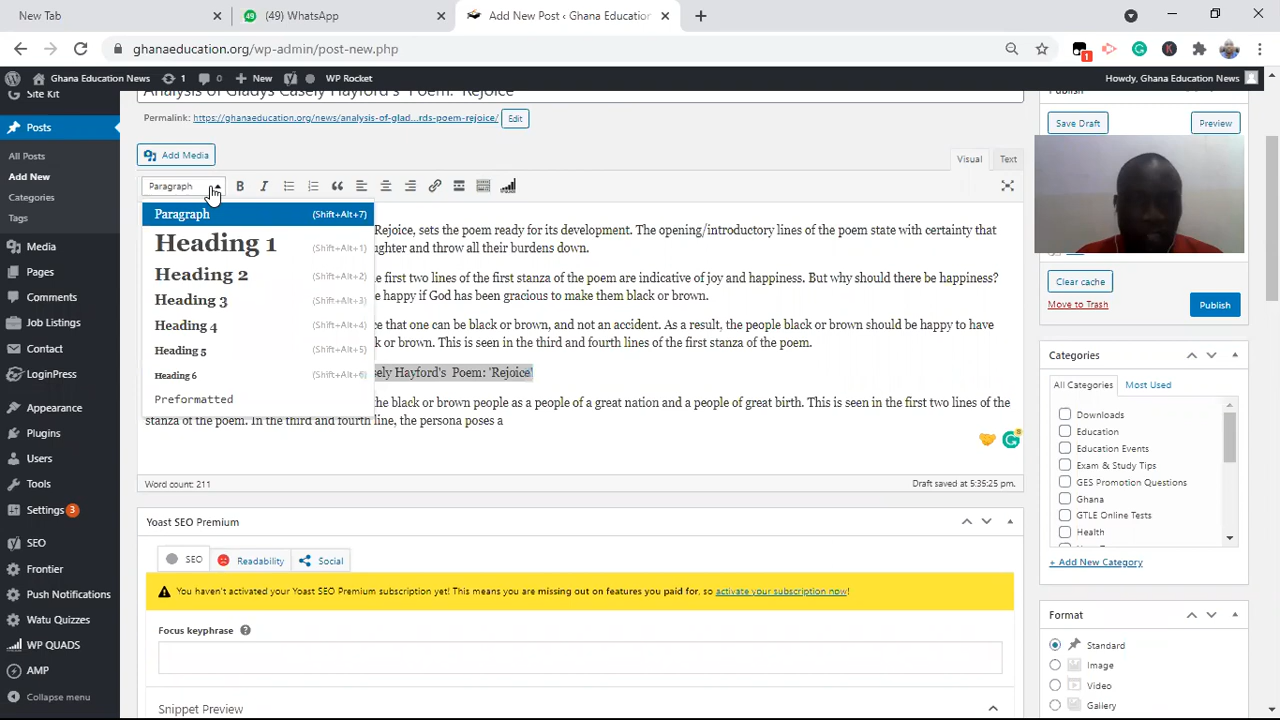 New Tab
(49) WhatsApp
Add New Post ‹ Ghana Education
ghanaeducation.org/wp-admin/post-new.php
Ghana Education News
1
0
New
WP Rocket
Howdy, Ghana Education News
Site Kit
Posts
All Posts
Add New
Categories
Tags
Media
Pages
Comments
Job Listings
Contact
LoginPress
Appearance
Plugins
Users
Tools
Settings 3
SEO
Frontier
Push Notifications
Watu Quizzes
WP QUADS
AMP
Collapse menu
Analysis of Gladys Casely Hayford's Poem: 'Rejoice'
Permalink: https://ghanaeducation.org/news/analysis-of-glad...rds-poem-rejoice/ Edit
Add Media
Visual
Text
Paragraph
Paragraph (Shift+Alt+7)
Heading 1 (Shift+Alt+1)
Heading 2 (Shift+Alt+2)
Heading 3 (Shift+Alt+3)
Heading 4 (Shift+Alt+4)
Heading 5 (Shift+Alt+5)
Heading 6 (Shift+Alt+6)
Preformatted
Rejoice, sets the poem ready for its development. The opening/introductory lines of the poem state with certainty that
ughter and throw all their burdens down.
e first two lines of the first stanza of the poem are indicative of joy and happiness. But why should there be happiness?
e happy if God has been gracious to make them black or brown.
ce that one can be black or brown, and not an accident. As a result, the people black or brown should be happy to have
k or brown. This is seen in the third and fourth lines of the first stanza of the poem.
ely Hayford's Poem: 'Rejoice'
the black or brown people as a people of a great nation and a people of great birth. This is seen in the first two lines of the
stanza of the poem. In the third and fourth line, the persona poses a
Word count: 211
Draft saved at 5:35:25 pm.
Yoast SEO Premium
SEO
Readability
Social
You haven't activated your Yoast SEO Premium subscription yet! This means you are missing out on features you paid for, so activate your subscription now!
Focus keyphrase
Snippet Preview
Publish
Save Draft
Preview
Clear cache
Move to Trash
Publish
Categories
All Categories
Most Used
Downloads
Education
Education Events
Exam & Study Tips
GES Promotion Questions
Ghana
GTLE Online Tests
Health
+ Add New Category
Format
Standard
Image
Video
Gallery